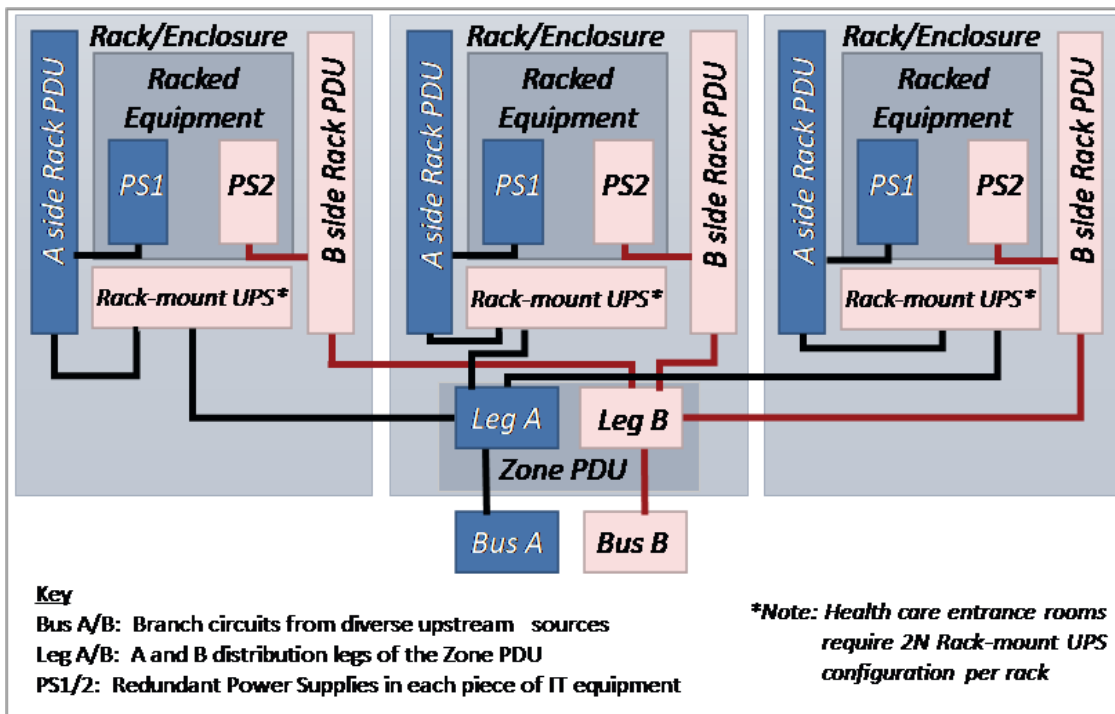 Rack/Enclosure
A side Rack PDU
Racked
Equipment
PS1
PS2
B side Rack PDU
Rack-mount UPS*
Rack/Enclosure
A side Rack PDU
Racked
Equipment
PS1
PS2
B side Rack PDU
Rack-mount UPS*
Rack/Enclosure
A side Rack PDU
Racked
Equipment
PS1
PS2
B side Rack PDU
Rack-mount UPS*
Leg A
Leg B
Zone PDU
Bus A
Bus B
Key
Bus A/B: Branch circuits from diverse upstream sources
Leg A/B: A and B distribution legs of the Zone PDU
PS1/2: Redundant Power Supplies in each piece of IT equipment
*Note: Health care entrance rooms
require 2N Rack-mount UPS
configuration per rack